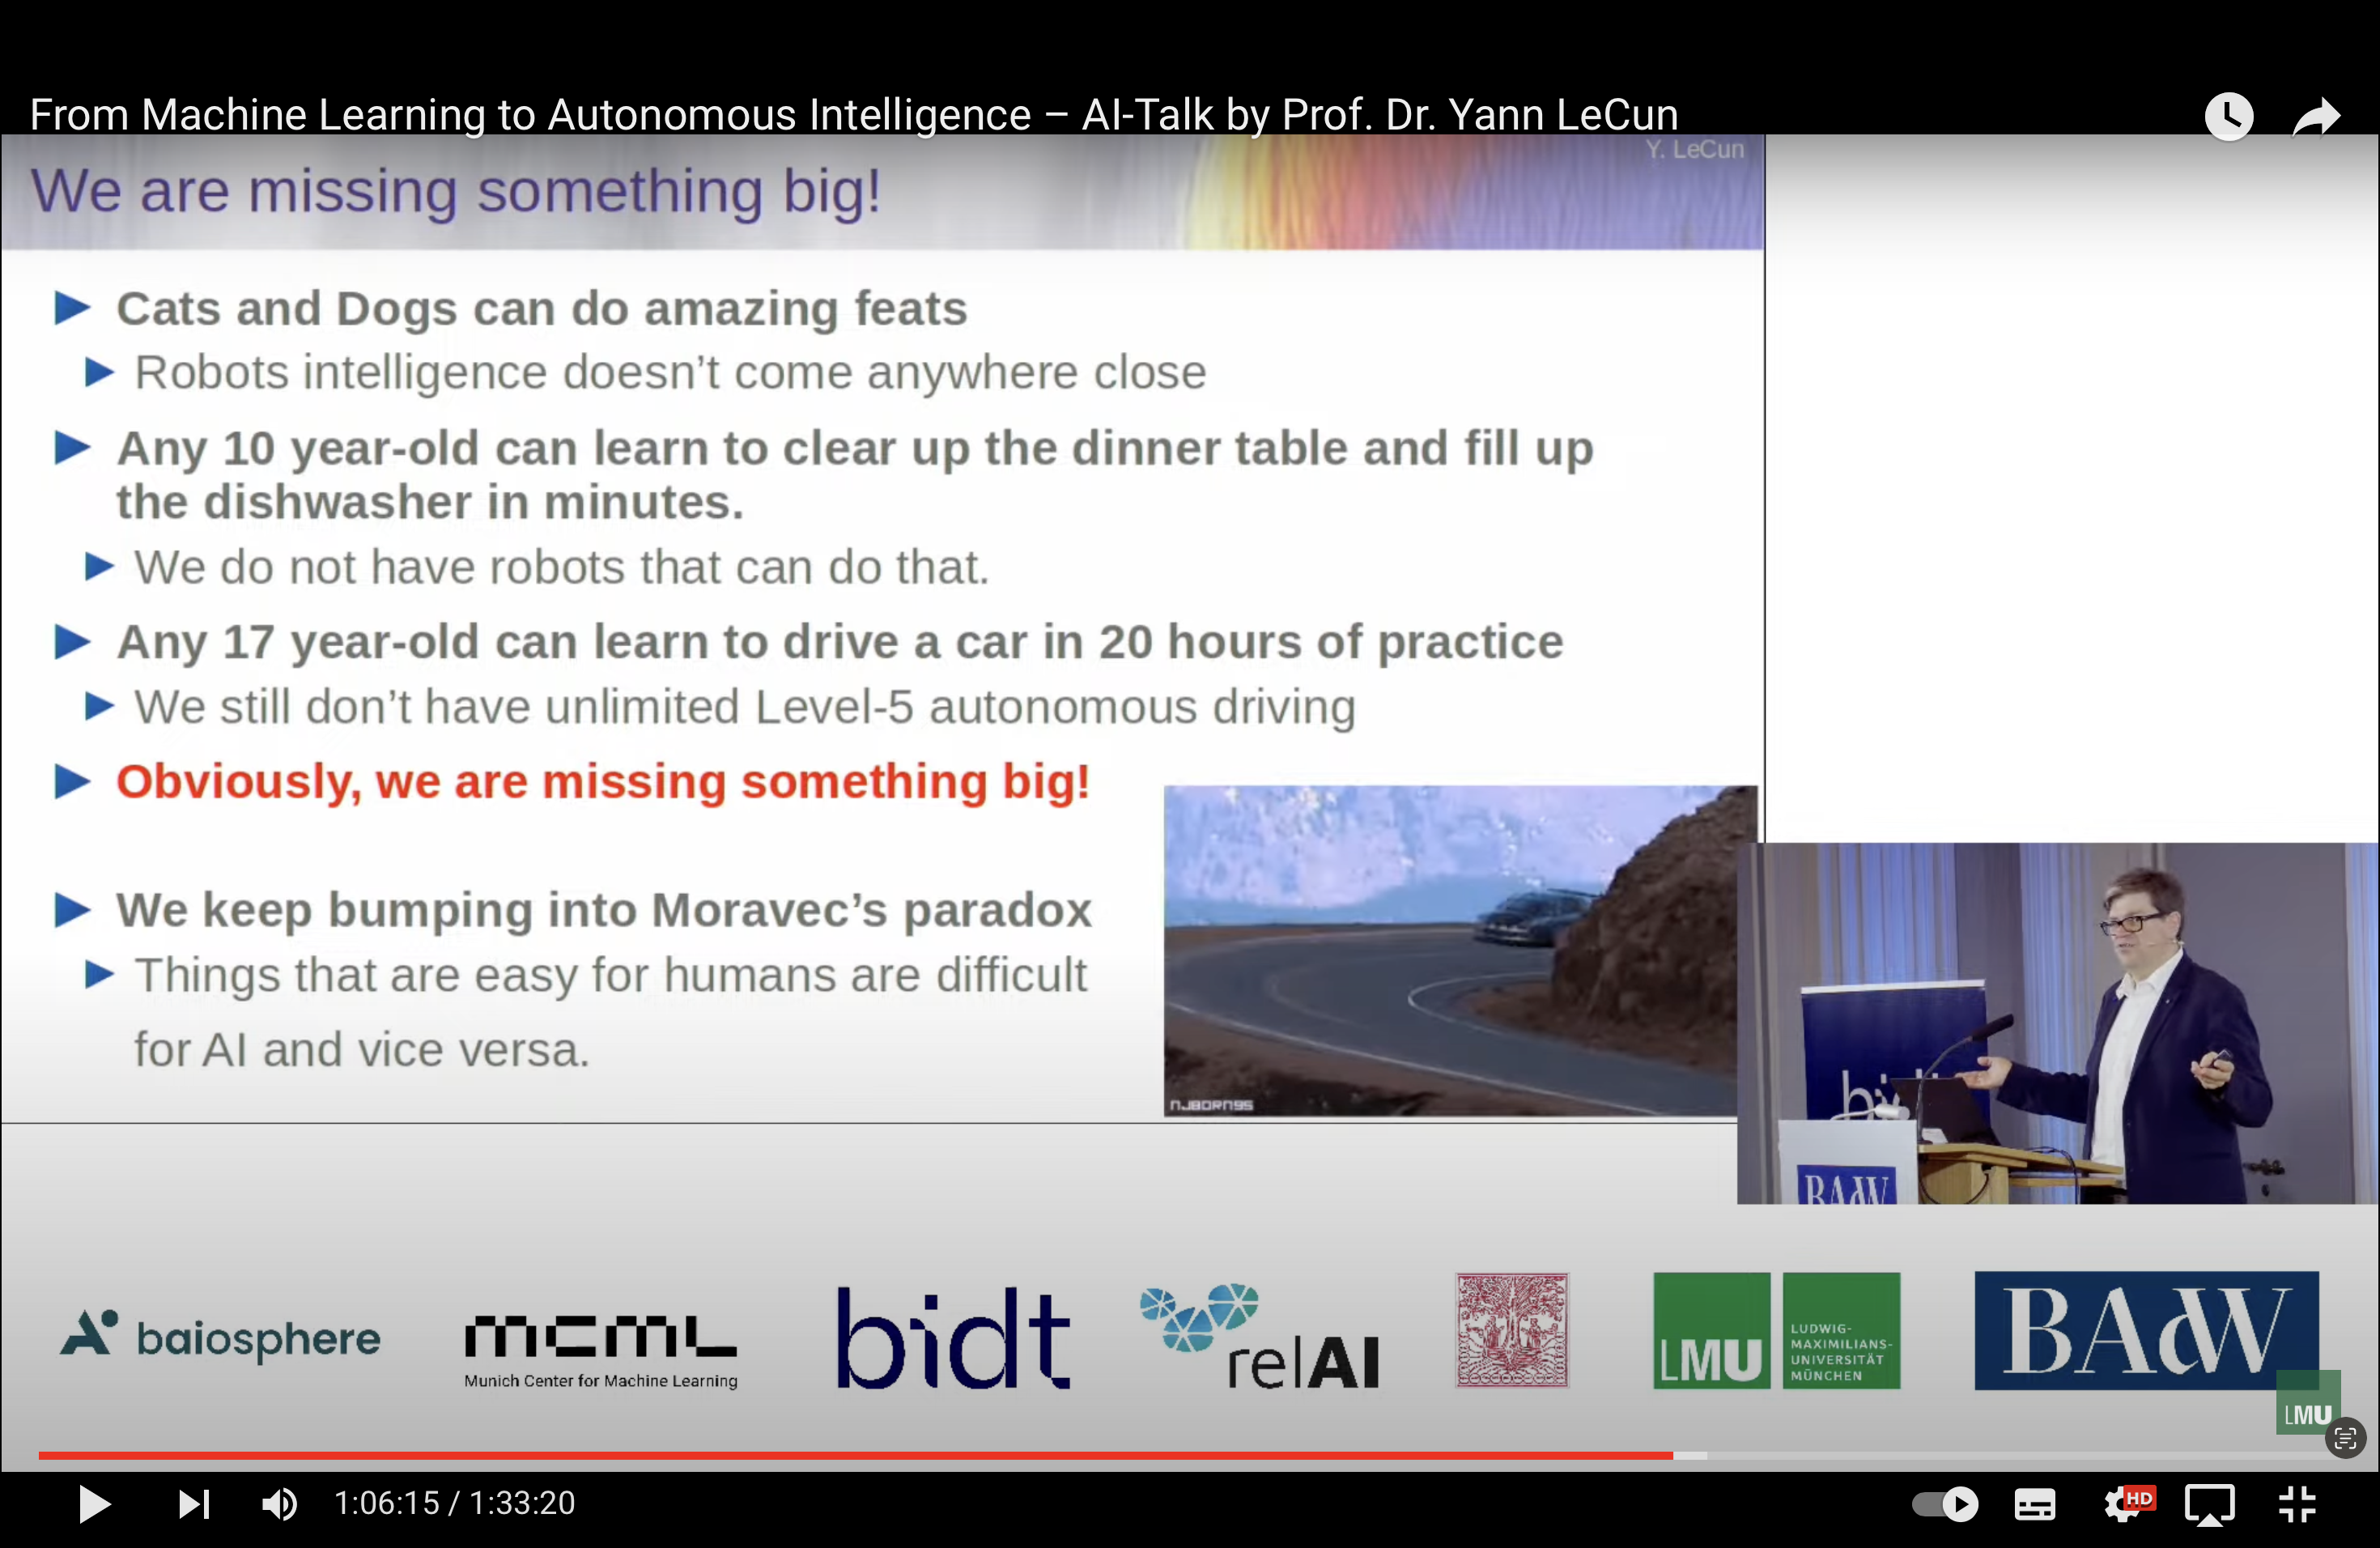 From Machine Learning to Autonomous Intelligence – AI-Talk by Prof. Dr. Yann LeCun
Y. LeCun
We are missing something big!
Cats and Dogs can do amazing feats
Robots intelligence doesn’t come anywhere close
Any 10 year-old can learn to clear up the dinner table and fill up
the dishwasher in minutes.
We do not have robots that can do that.
Any 17 year-old can learn to drive a car in 20 hours of practice
We still don’t have unlimited Level-5 autonomous driving
Obviously, we are missing something big!
We keep bumping into Moravec’s paradox
Things that are easy for humans are difficult
for AI and vice versa.
NJBORN95
bi
BAdW
baiosphere
mcmL
Munich Center for Machine Learning
bidt
relAI
LMU
LUDWIG-
MAXIMILIANS-
UNIVERSITÄT
MÜNCHEN
BAdW
LMU
1:06:15 / 1:33:20
HD